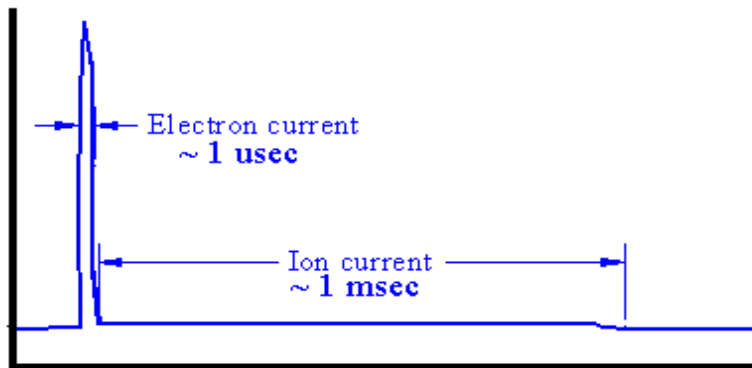 Electron current
~ 1 usec
Ion current
~ 1 msec